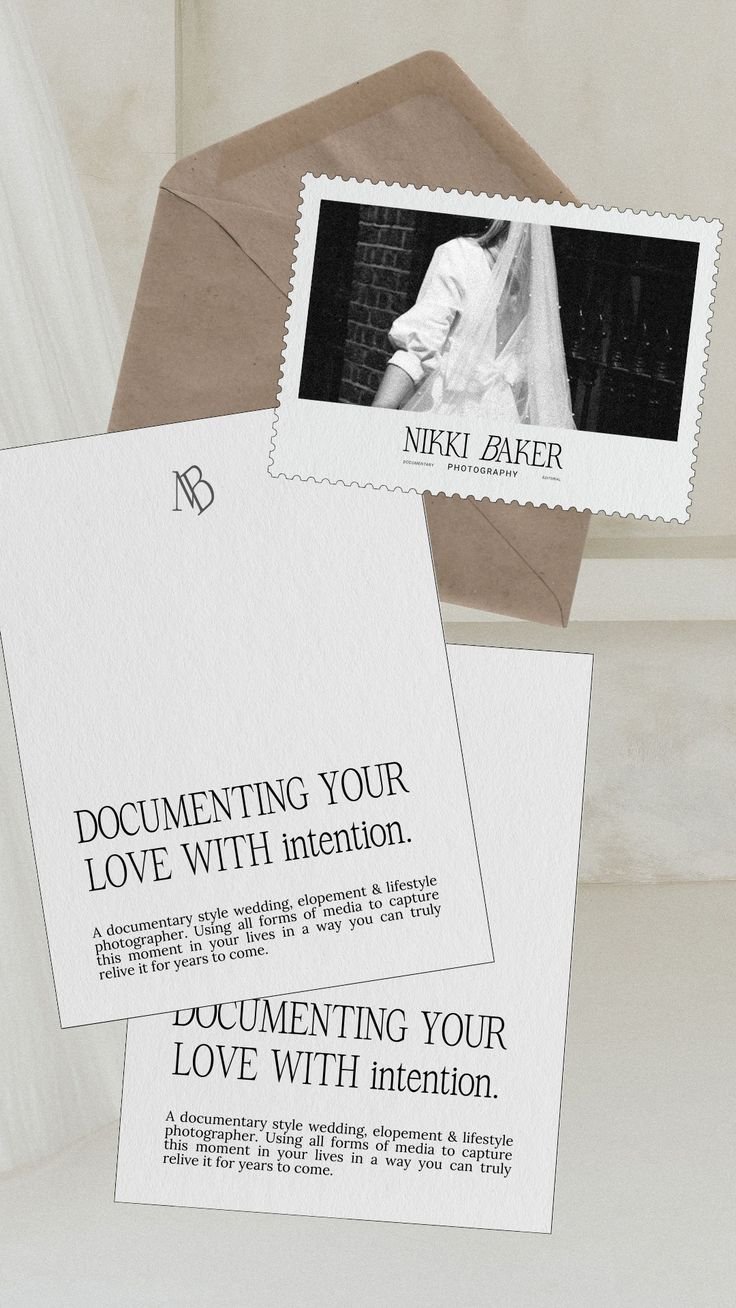 NIKKI BAKER
DOCUMENTARY
PHOTOGRAPHY
EDITORIAL
NB
DOCUMENTING YOUR
LOVE WITH intention.
A documentary style wedding, elopement & lifestyle
photographer. Using all forms of media to capture
this moment in your lives in a way you can truly
relive it for years to come.
DOCUMENTING YOUR
LOVE WITH intention.
A documentary style wedding, elopement & lifestyle
photographer. Using all forms of media to capture
this moment in your lives in a way you can truly
relive it for years to come.